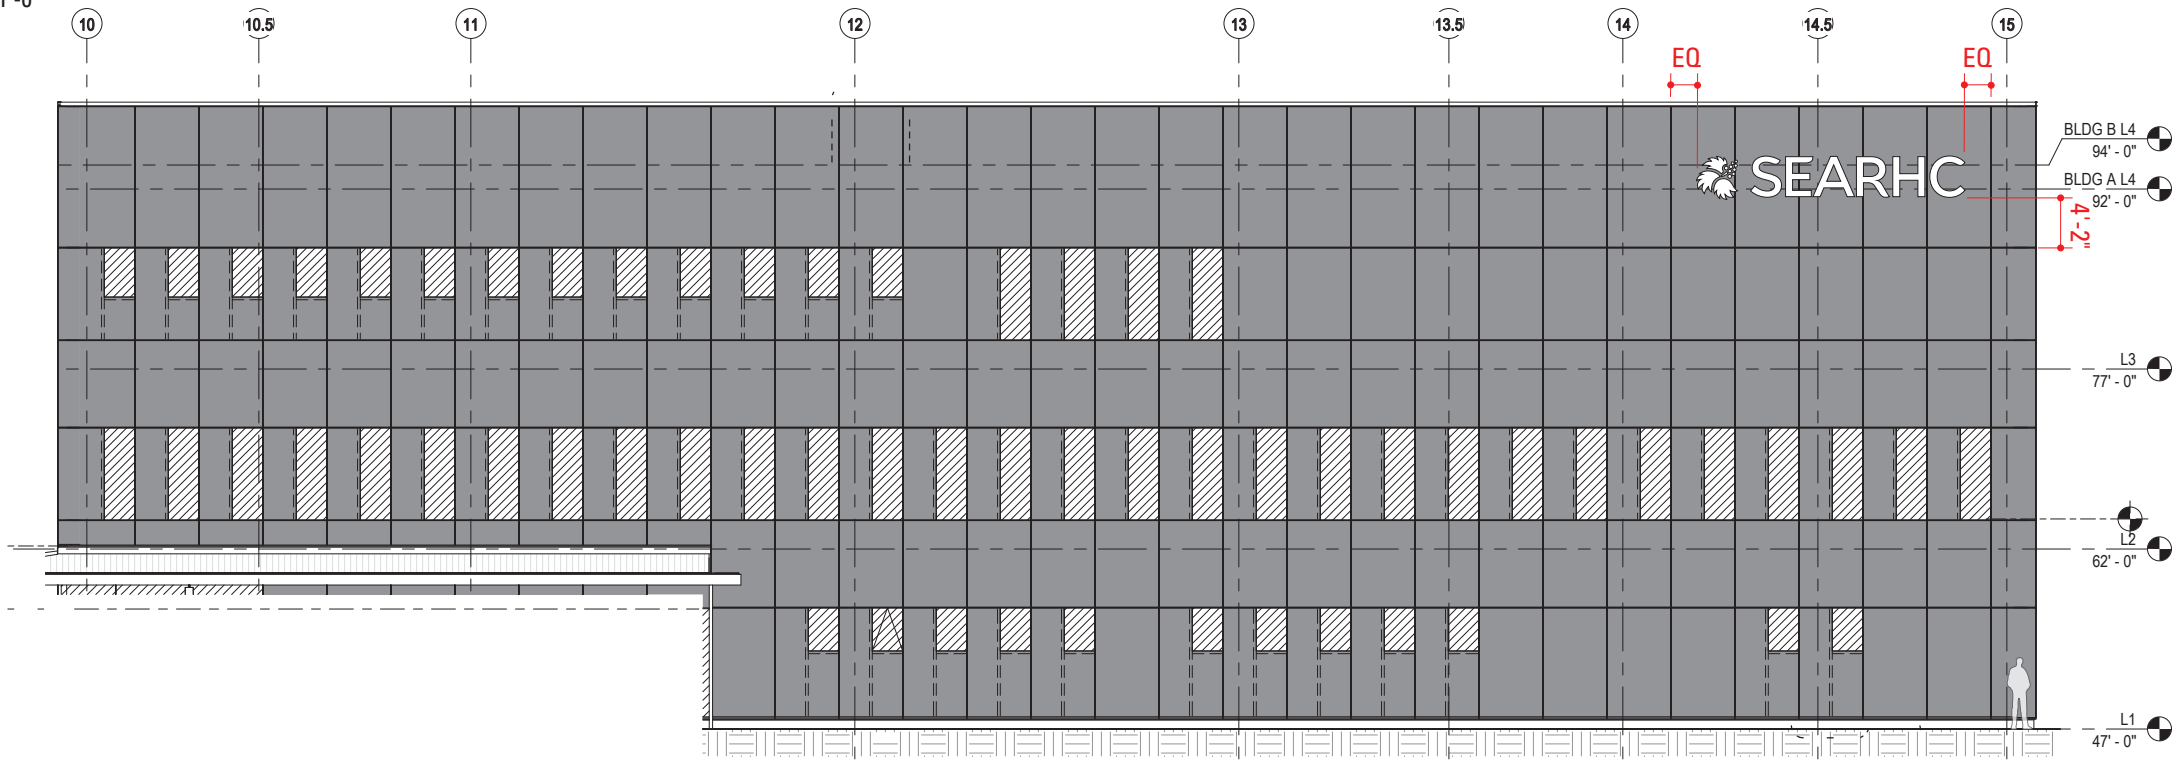 10 10.5 11 12 13 13.5 14 14.5 15
EQ EQ
BLDG B L4
94' - 0"
SEARHC
BLDG A L4
92' - 0"
4'-2"
L3
77' - 0"
L2
62' - 0"
L1
47' - 0"